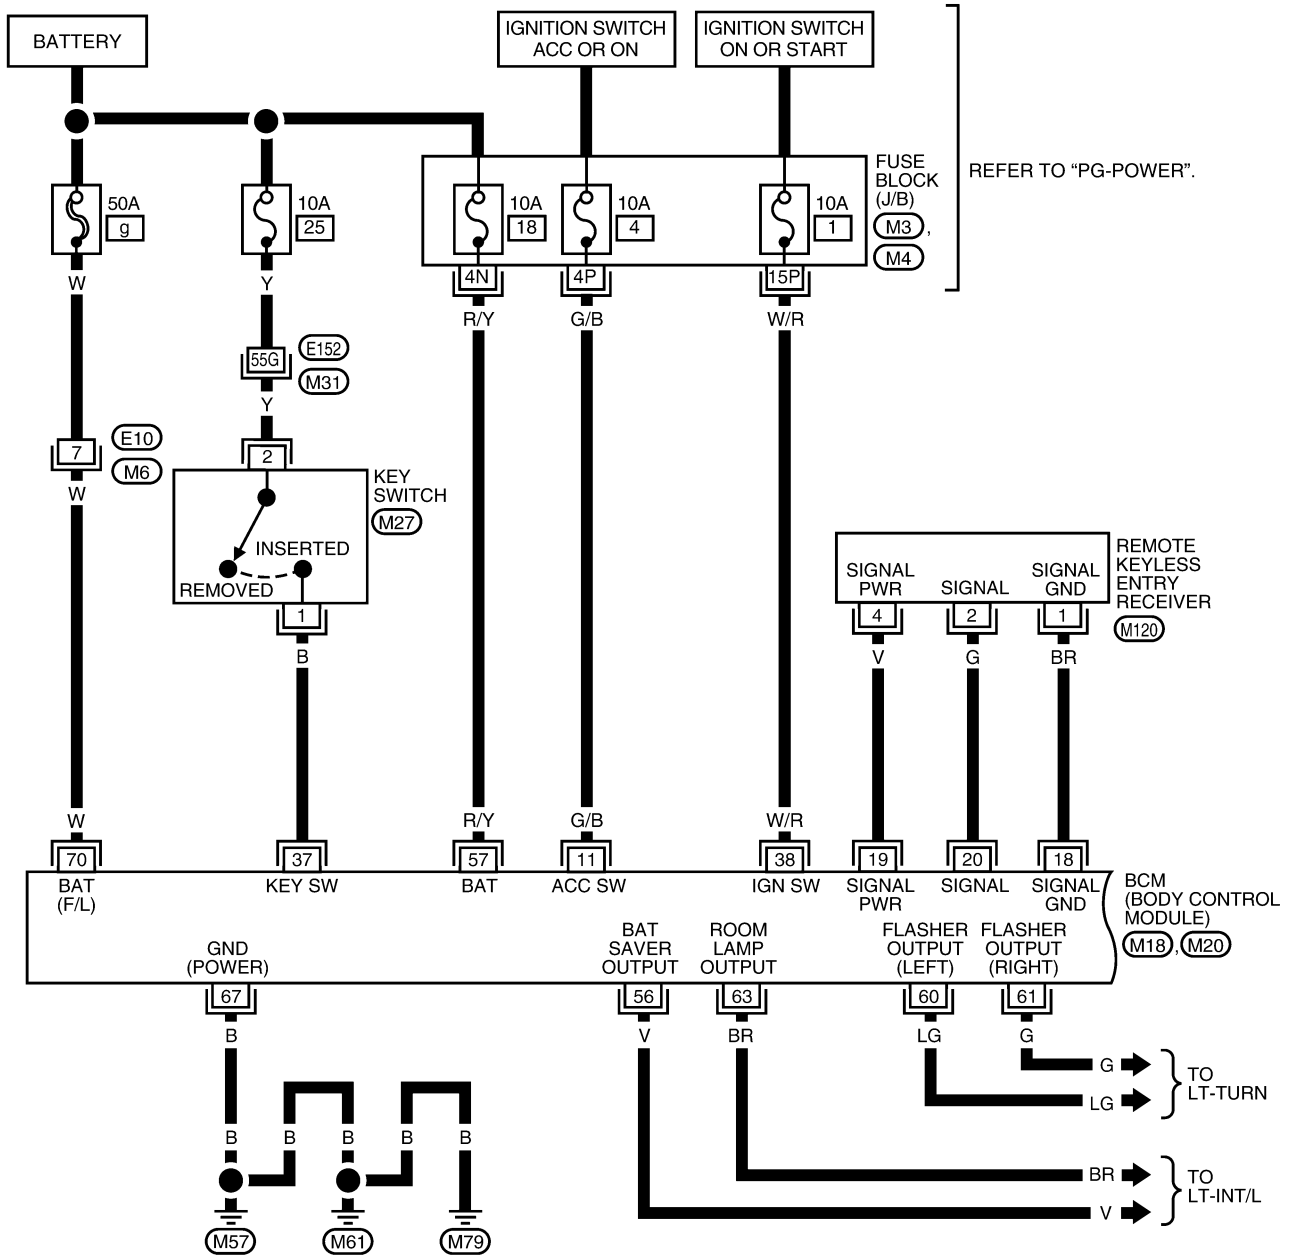 BATTERY
IGNITION SWITCH
ACC OR ON
IGNITION SWITCH
ON OR START
50A
g
10A
25
10A
18
10A
4
10A
1
FUSE
BLOCK
(J/B)
M3 ,
M4
REFER TO “PG-POWER”.
4N
4P
15P
W
Y
R/Y
G/B
W/R
55G
E152
M31
Y
7
E10
M6
W
2
KEY
SWITCH
M27
INSERTED
REMOVED
1
B
SIGNAL
PWR
SIGNAL
SIGNAL
GND
REMOTE
KEYLESS
ENTRY
RECEIVER
M120
4
2
1
V
G
BR
W
R/Y
G/B
W/R
70
37
57
11
38
19
20
18
BAT
(F/L)
KEY SW
BAT
ACC SW
IGN SW
SIGNAL
PWR
SIGNAL
SIGNAL
GND
BCM
(BODY CONTROL
MODULE)
M18 , M20
GND
(POWER)
BAT
SAVER
OUTPUT
ROOM
LAMP
OUTPUT
FLASHER
OUTPUT
(LEFT)
FLASHER
OUTPUT
(RIGHT)
67
56
63
60
61
B
V
BR
LG
G
G
LG
TO
LT-TURN
B
B
B
B
B
BR
V
TO
LT-INT/L
M57
M61
M79